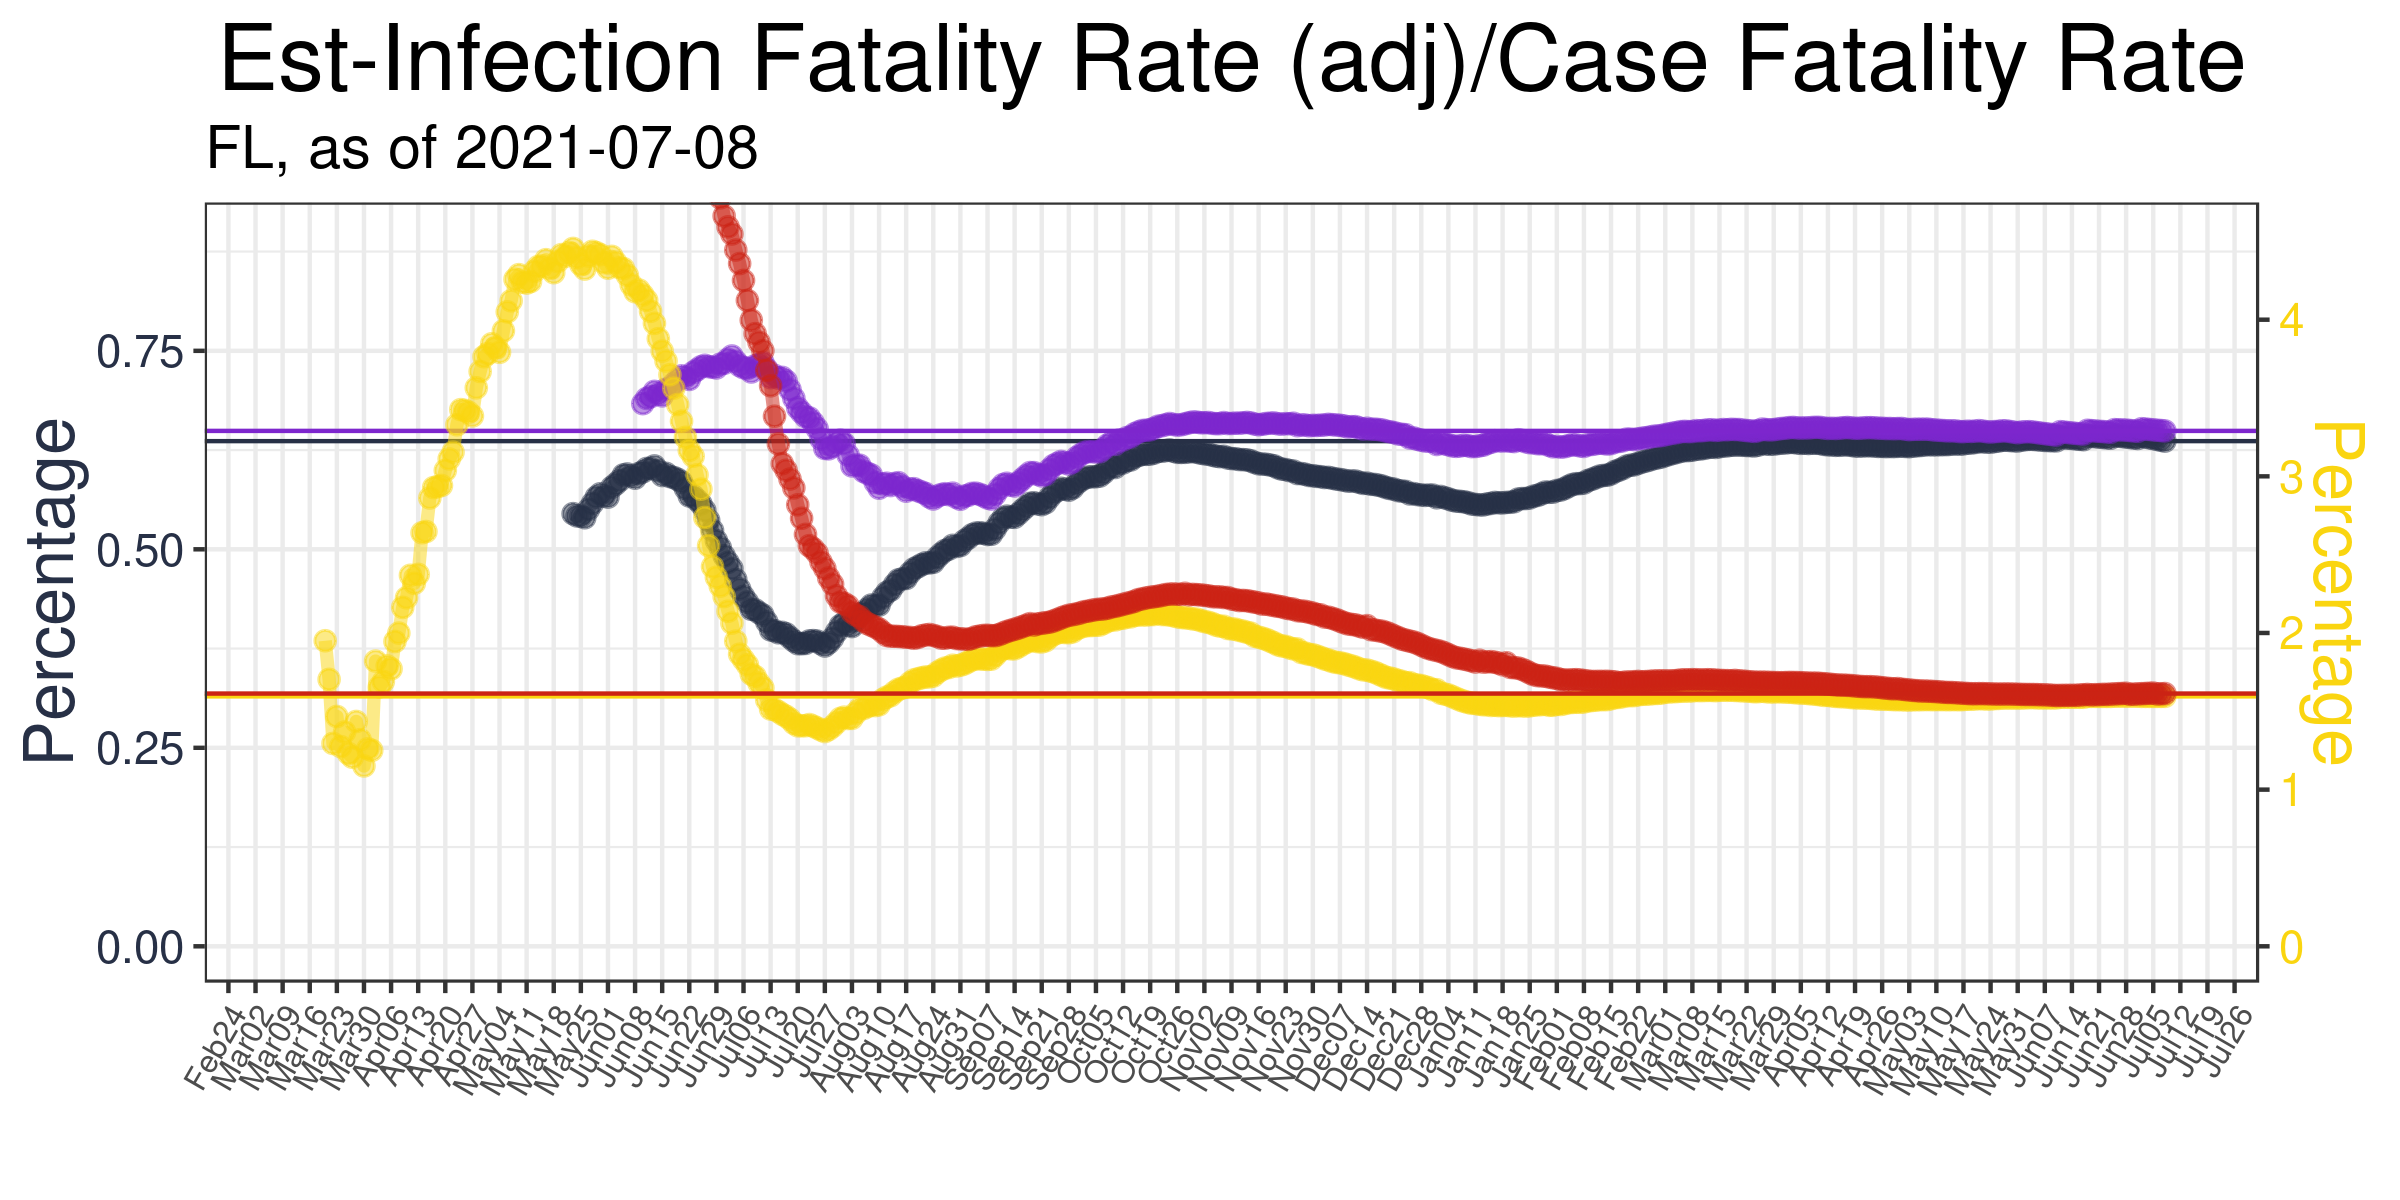 Est-Infection Fatality Rate (adj)/Case Fatality Rate
FL, as of 2021-07-08
Percentage
0.75
0.50
0.25
0.00
4
3
2
1
0
Percentage
Feb24
Mar02
Mar09
Mar16
Mar23
Mar30
Apr06
Apr13
Apr20
Apr27
May04
May11
May18
May25
Jun01
Jun08
Jun15
Jun22
Jun29
Jul06
Jul13
Jul20
Jul27
Aug03
Aug10
Aug17
Aug24
Aug31
Sep07
Sep14
Sep21
Sep28
Oct05
Oct12
Oct19
Oct26
Nov02
Nov09
Nov16
Nov23
Nov30
Dec07
Dec14
Dec21
Dec28
Jan04
Jan11
Jan18
Jan25
Feb01
Feb08
Feb15
Feb22
Mar01
Mar08
Mar15
Mar22
Mar29
Apr05
Apr12
Apr19
Apr26
May03
May10
May17
May24
May31
Jun07
Jun14
Jun21
Jun28
Jul05
Jul12
Jul19
Jul26